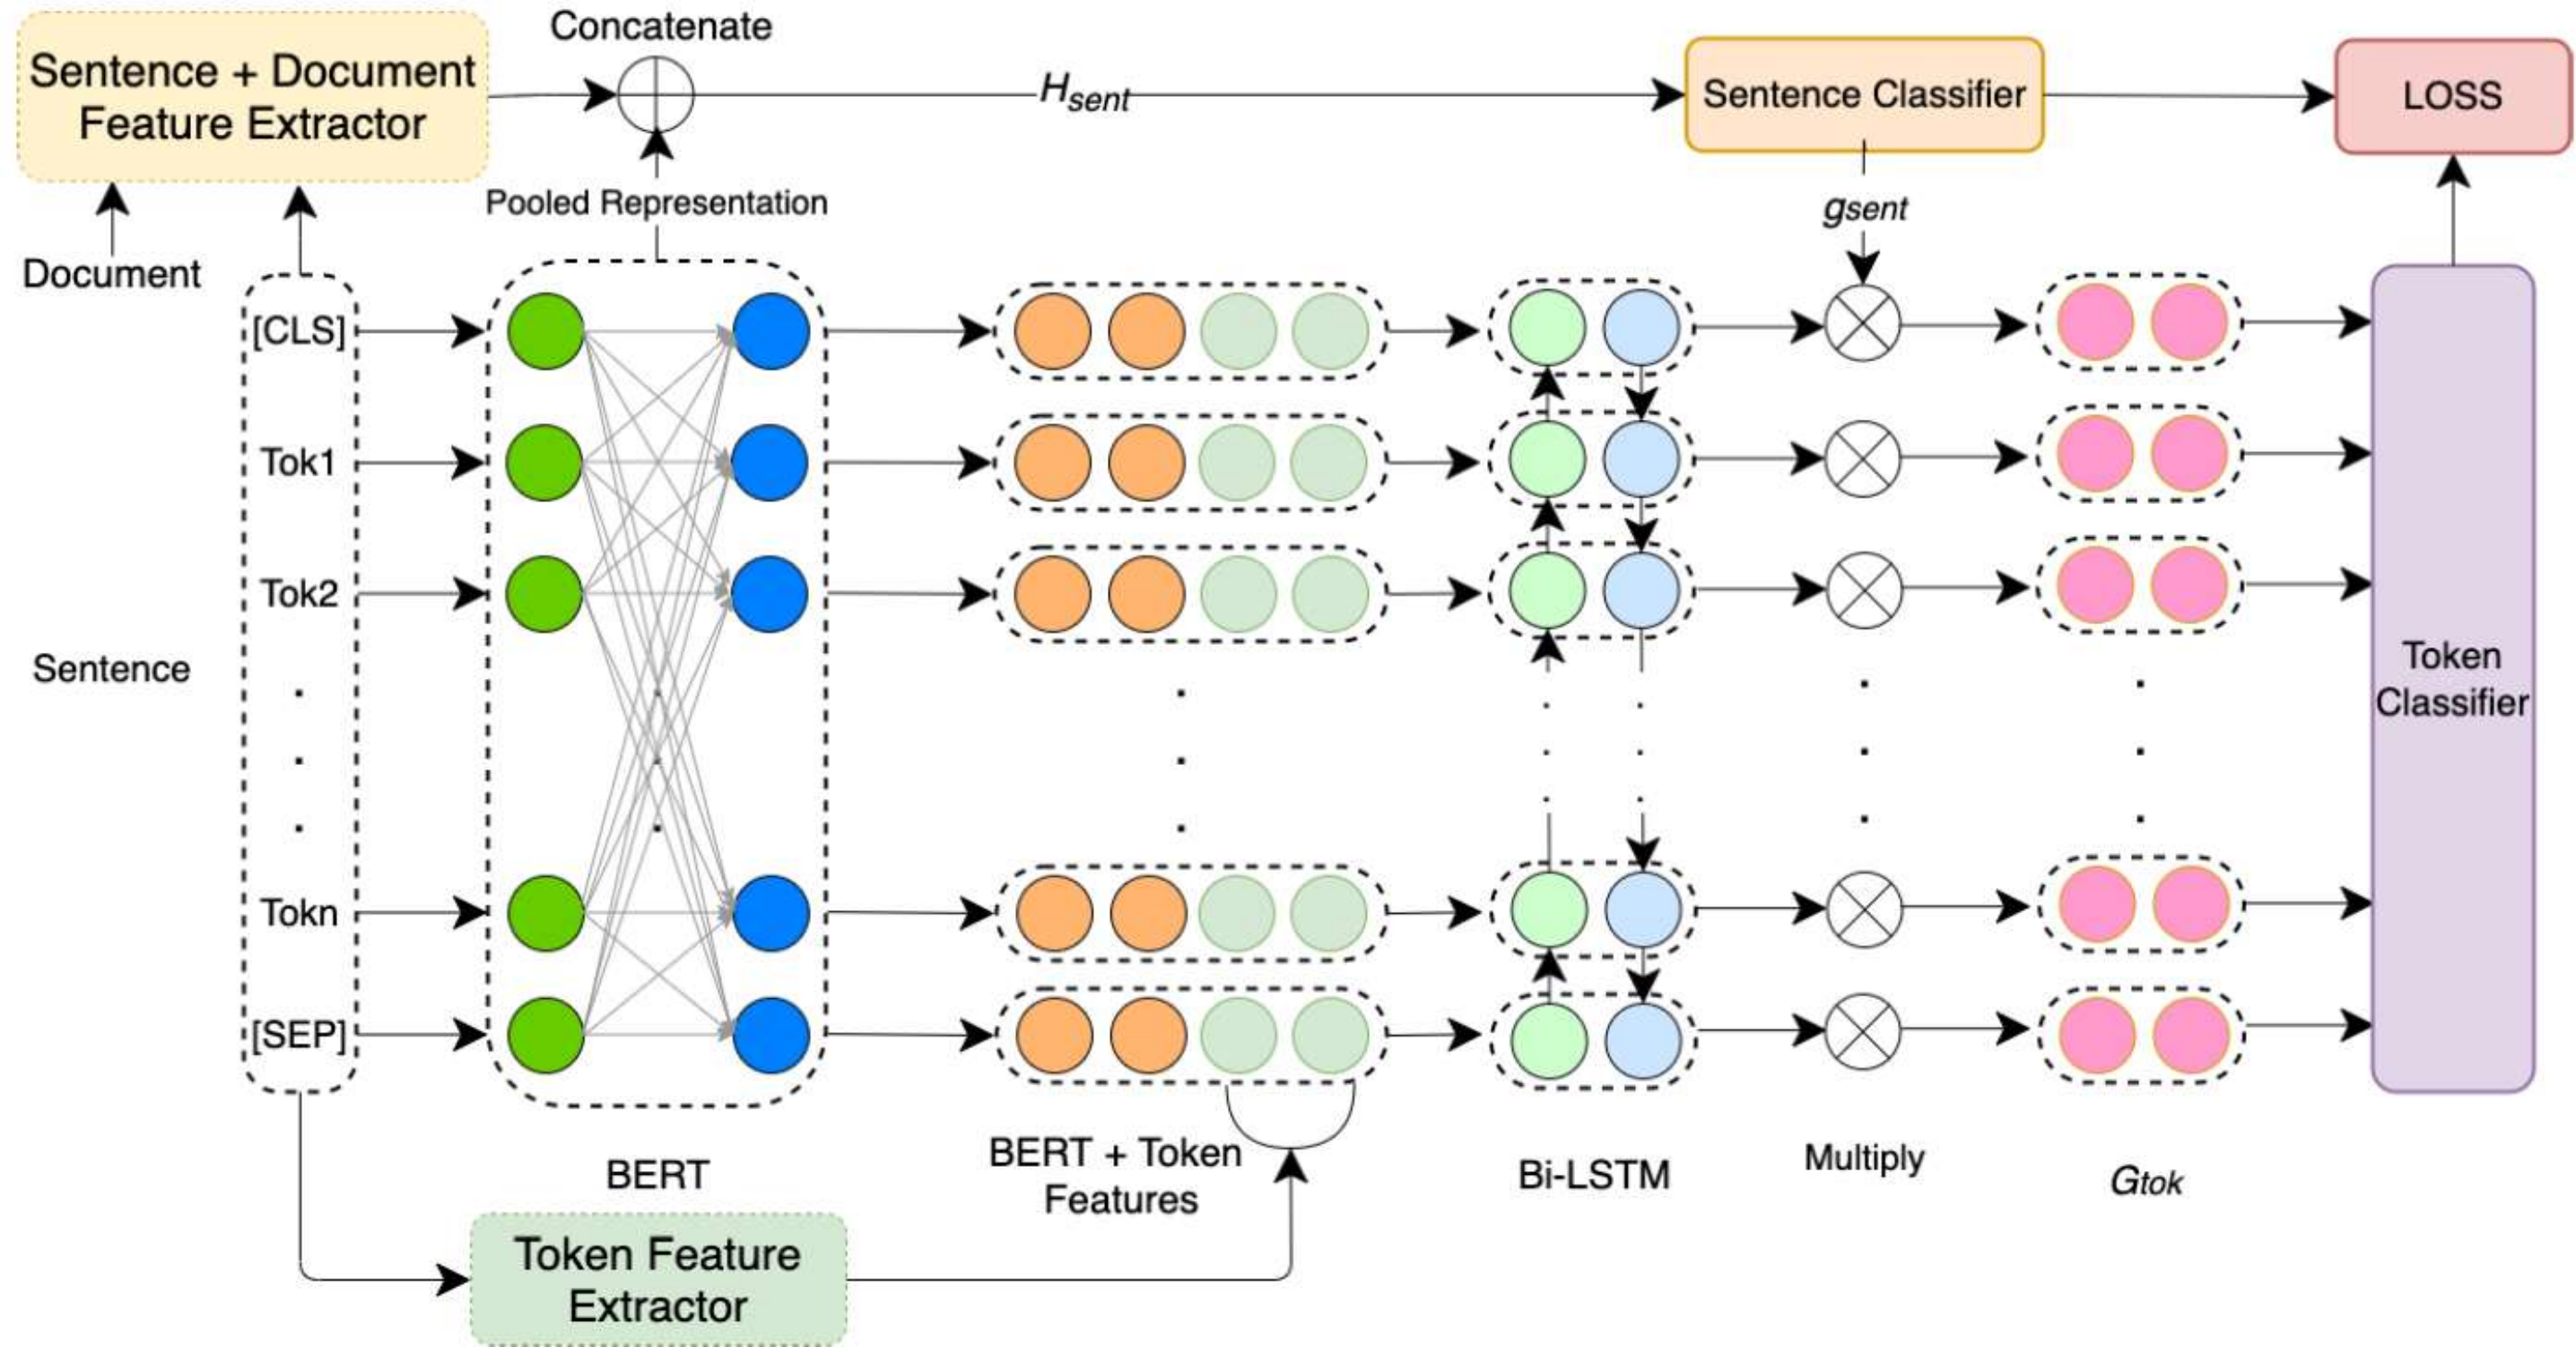 Concatenate
Sentence + Document
Feature Extractor
Hsent
Sentence Classifier
LOSS
Pooled Representation
gsent
Document
[CLS]
Tok1
Tok2
Sentence
Token
Classifier
Tokn
[SEP]
BERT
BERT + Token
Features
Bi-LSTM
Multiply
Gtok
Token Feature
Extractor